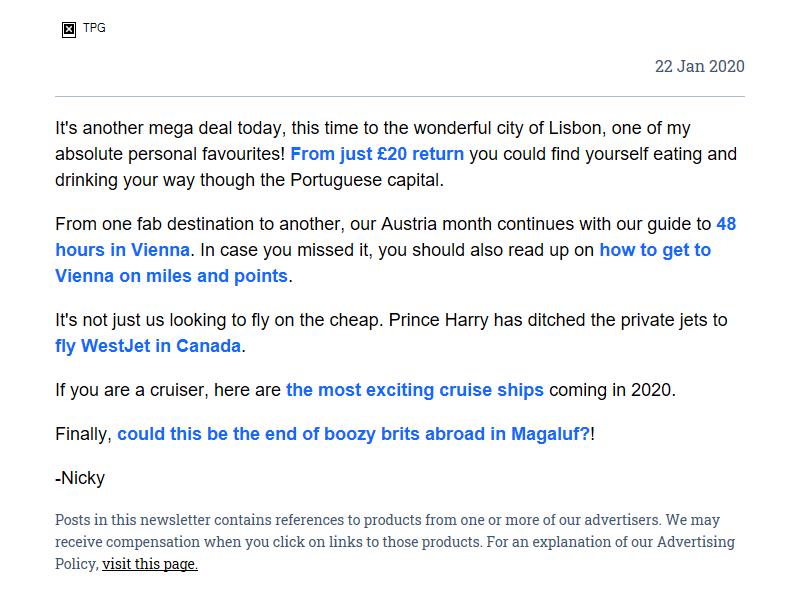 TPG
22 Jan 2020
It's another mega deal today, this time to the wonderful city of Lisbon, one of my
absolute personal favourites! From just £20 return you could find yourself eating and
drinking your way though the Portuguese capital.
From one fab destination to another, our Austria month continues with our guide to 48
hours in Vienna. In case you missed it, you should also read up on how to get to
Vienna on miles and points.
It's not just us looking to fly on the cheap. Prince Harry has ditched the private jets to
fly WestJet in Canada.
If you are a cruiser, here are the most exciting cruise ships coming in 2020.
Finally, could this be the end of boozy brits abroad in Magaluf?!
-Nicky
Posts in this newsletter contains references to products from one or more of our advertisers. We may
receive compensation when you click on links to those products. For an explanation of our Advertising
Policy, visit this page.